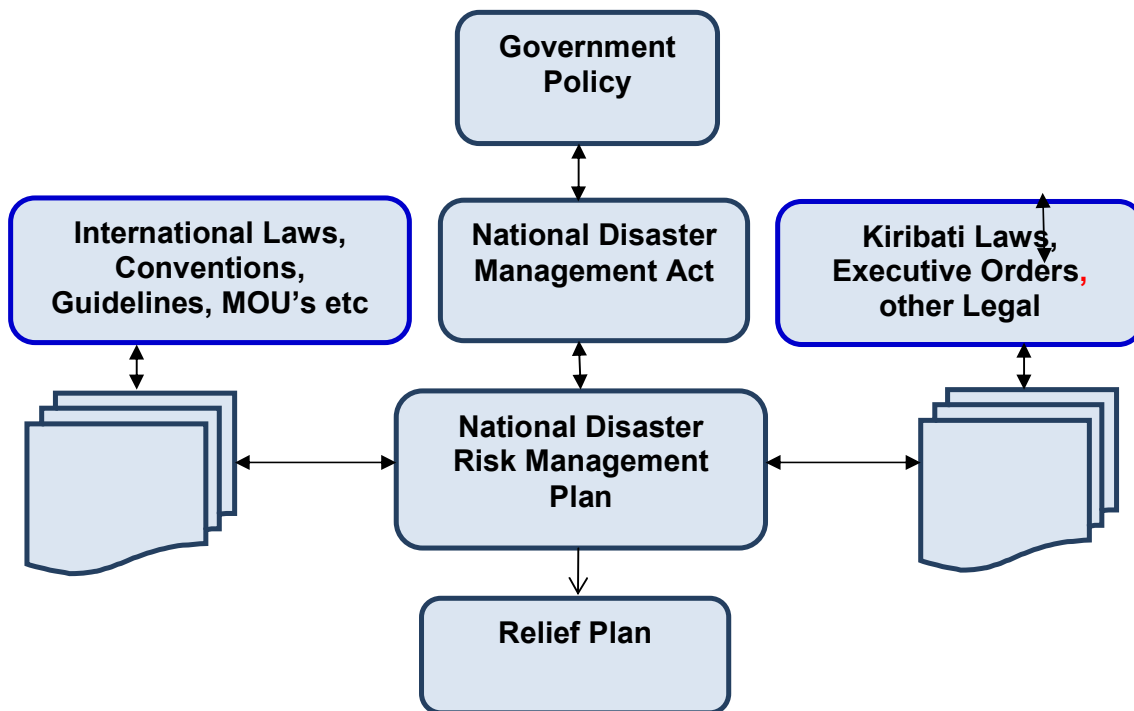 Government
Policy
International Laws,
Conventions,
Guidelines, MOU’s etc
National Disaster
Management Act
Kiribati Laws,
Executive Orders,
other Legal
National Disaster
Risk Management
Plan
Relief Plan